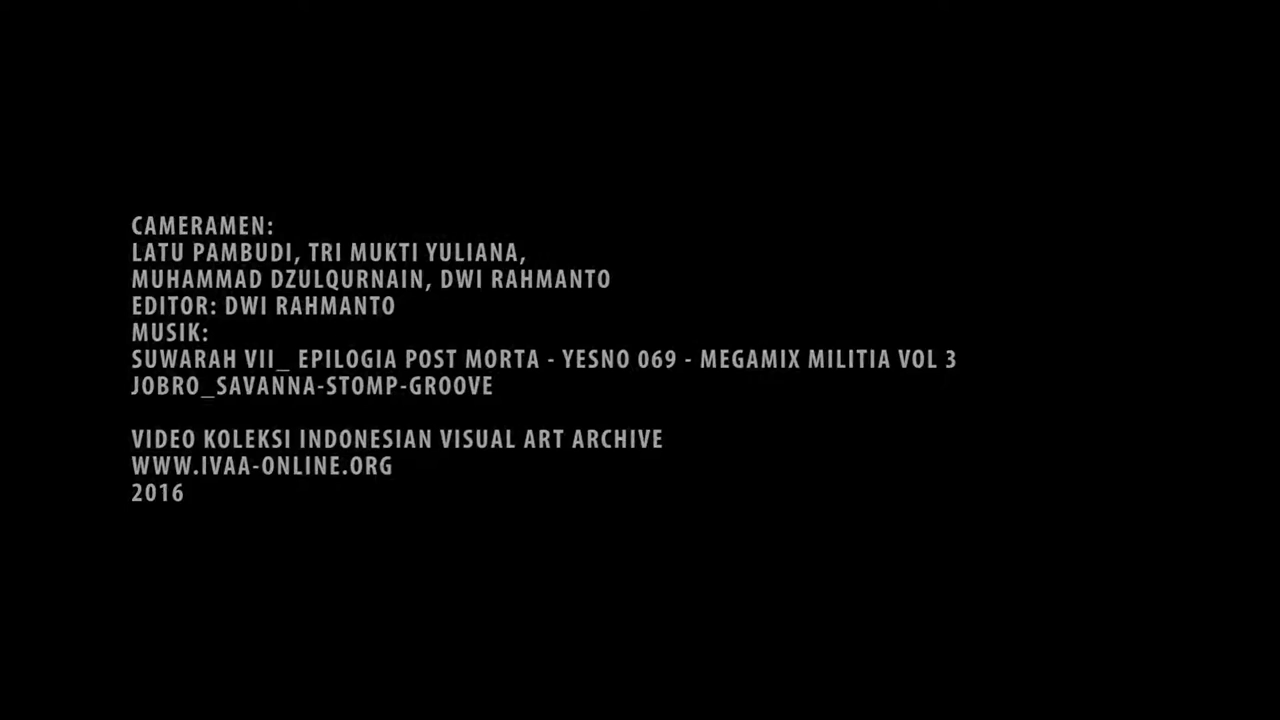 CAMERAMEN:
LATU PAMBUDI, TRI MUKTI YULIANA,
MUHAMMAD DZULQURNAIN, DWI RAHMANTO
EDITOR: DWI RAHMANTO
MUSIK:
SUWARAH VII_ EPILOGIA POST MORTA - YESNO 069 - MEGAMIX MILITIA VOL 3
JOBRO_SAVANNA-STOMP-GROOVE
VIDEO KOLEKSI INDONESIAN VISUAL ART ARCHIVE
WWW.IVAA-ONLINE.ORG
2016